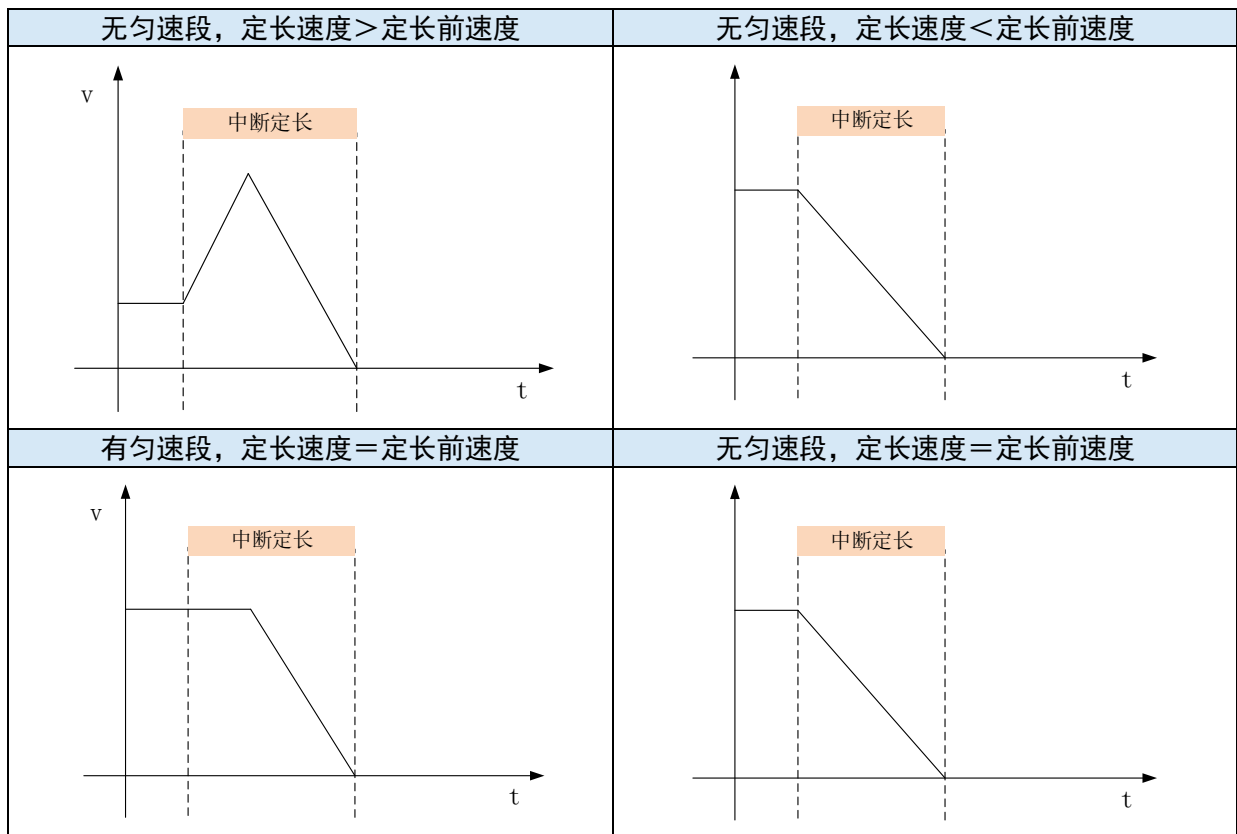 无匀速段，定长速度＞定长前速度
无匀速段，定长速度＜定长前速度
v
中断定长
t
中断定长
t
有匀速段，定长速度＝定长前速度
无匀速段，定长速度＝定长前速度
v
中断定长
t
中断定长
t